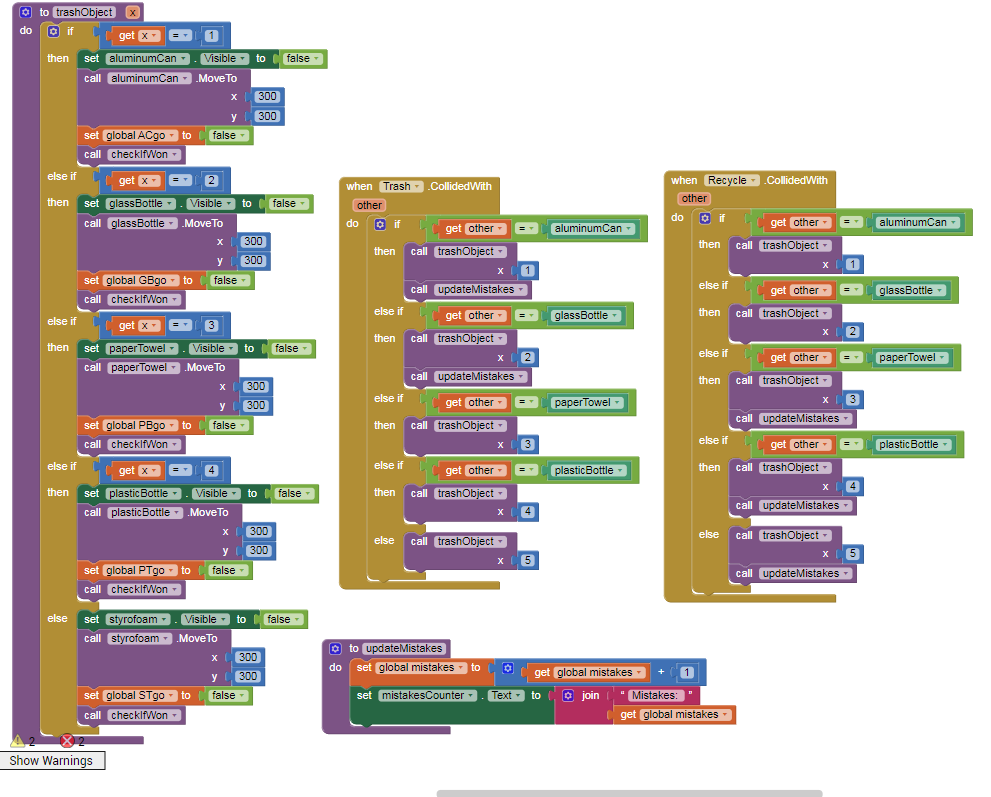 to trashObject x
do if get x = 1
then set aluminumCan . Visible to false
call aluminumCan .MoveTo
x 300
y 300
set global ACgo to false
call checkIfWon
else if get x = 2
then set glassBottle . Visible to false
call glassBottle .MoveTo
x 300
y 300
set global GBgo to false
call checkIfWon
else if get x = 3
then set paperTowel . Visible to false
call paperTowel .MoveTo
x 300
y 300
set global PBgo to false
call checkIfWon
else if get x = 4
then set plasticBottle . Visible to false
call plasticBottle .MoveTo
x 300
y 300
set global PTgo to false
call checkIfWon
else set styrofoam . Visible to false
call styrofoam .MoveTo
x 300
y 300
set global STgo to false
call checkIfWon
2 2
Show Warnings
when Trash .CollidedWith
other
do if get other = aluminumCan
then call trashObject
x 1
call updateMistakes
else if get other = glassBottle
then call trashObject
x 2
call updateMistakes
else if get other = paperTowel
then call trashObject
x 3
else if get other = plasticBottle
then call trashObject
x 4
else call trashObject
x 5
when Recycle .CollidedWith
other
do if get other = aluminumCan
then call trashObject
x 1
else if get other = glassBottle
then call trashObject
x 2
else if get other = paperTowel
then call trashObject
x 3
call updateMistakes
else if get other = plasticBottle
then call trashObject
x 4
call updateMistakes
else call trashObject
x 5
call updateMistakes
to updateMistakes
do set global mistakes to get global mistakes + 1
set mistakesCounter . Text to join " Mistakes: "
get global mistakes